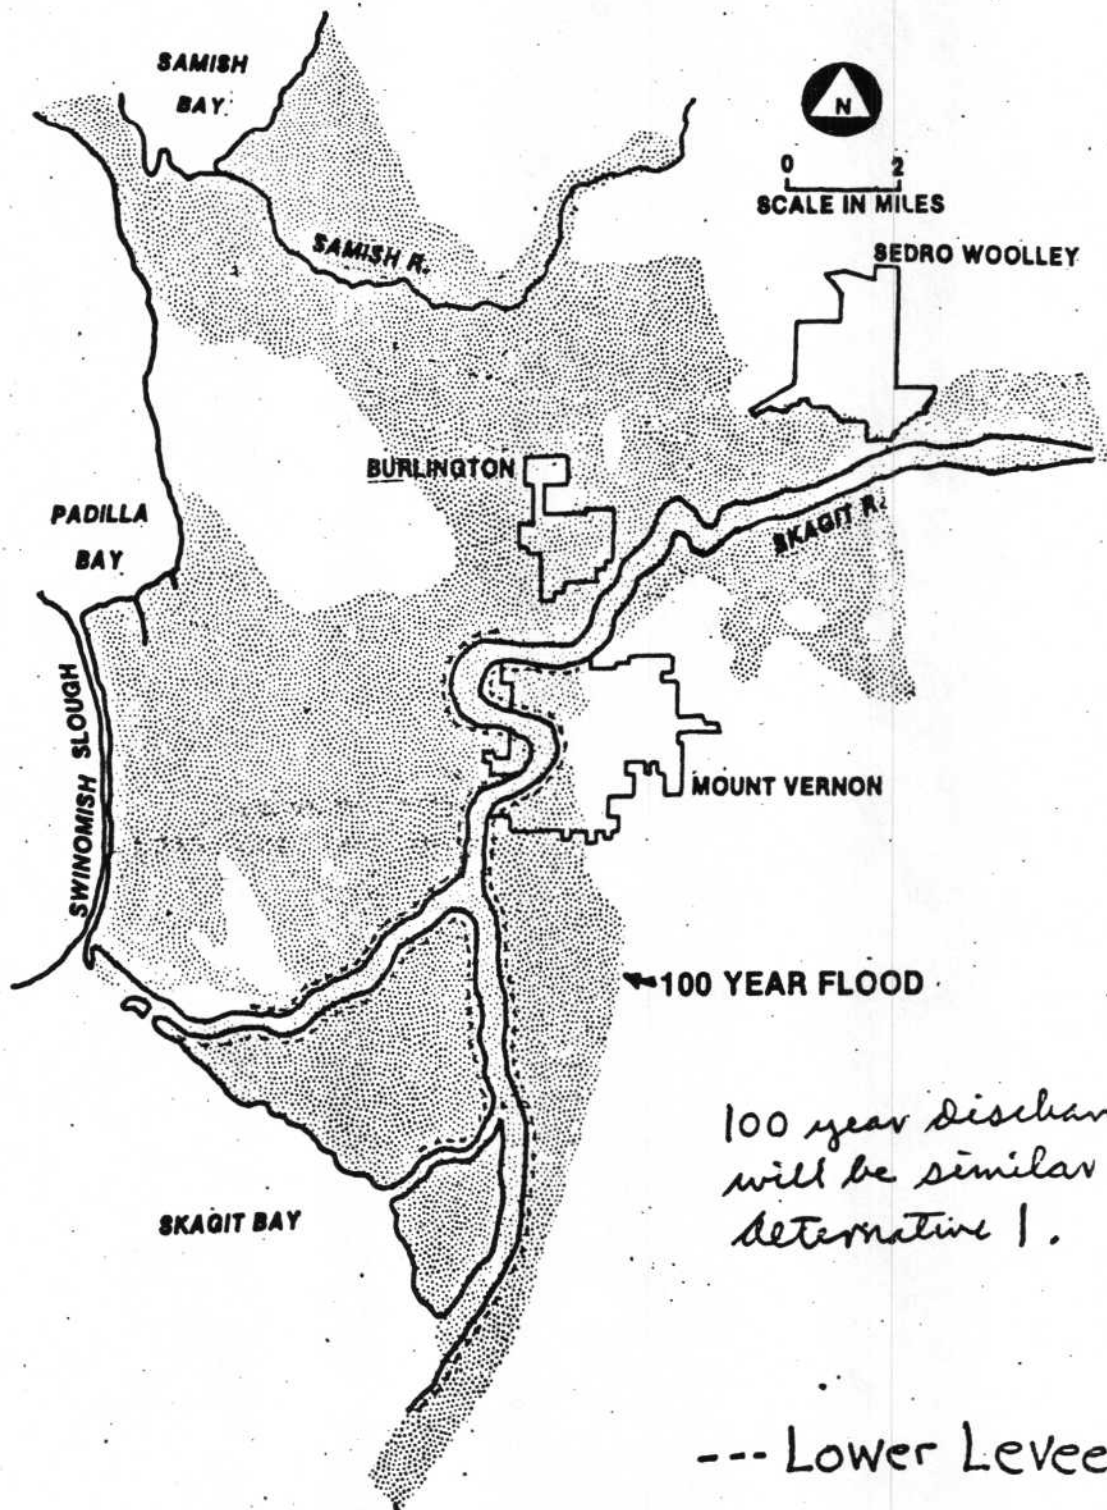 SAMISH
BAY
N
0 2
SCALE IN MILES
SEDRO WOOLLEY
SAMISH R.
BURLINGTON
PADILLA
BAY
SKAGIT R.
SWINOMISH SLOUGH
MOUNT VERNON
100 YEAR FLOOD
100 year dischar
will be similar
Alternative 1.
SKAGIT BAY
--- Lower Levee